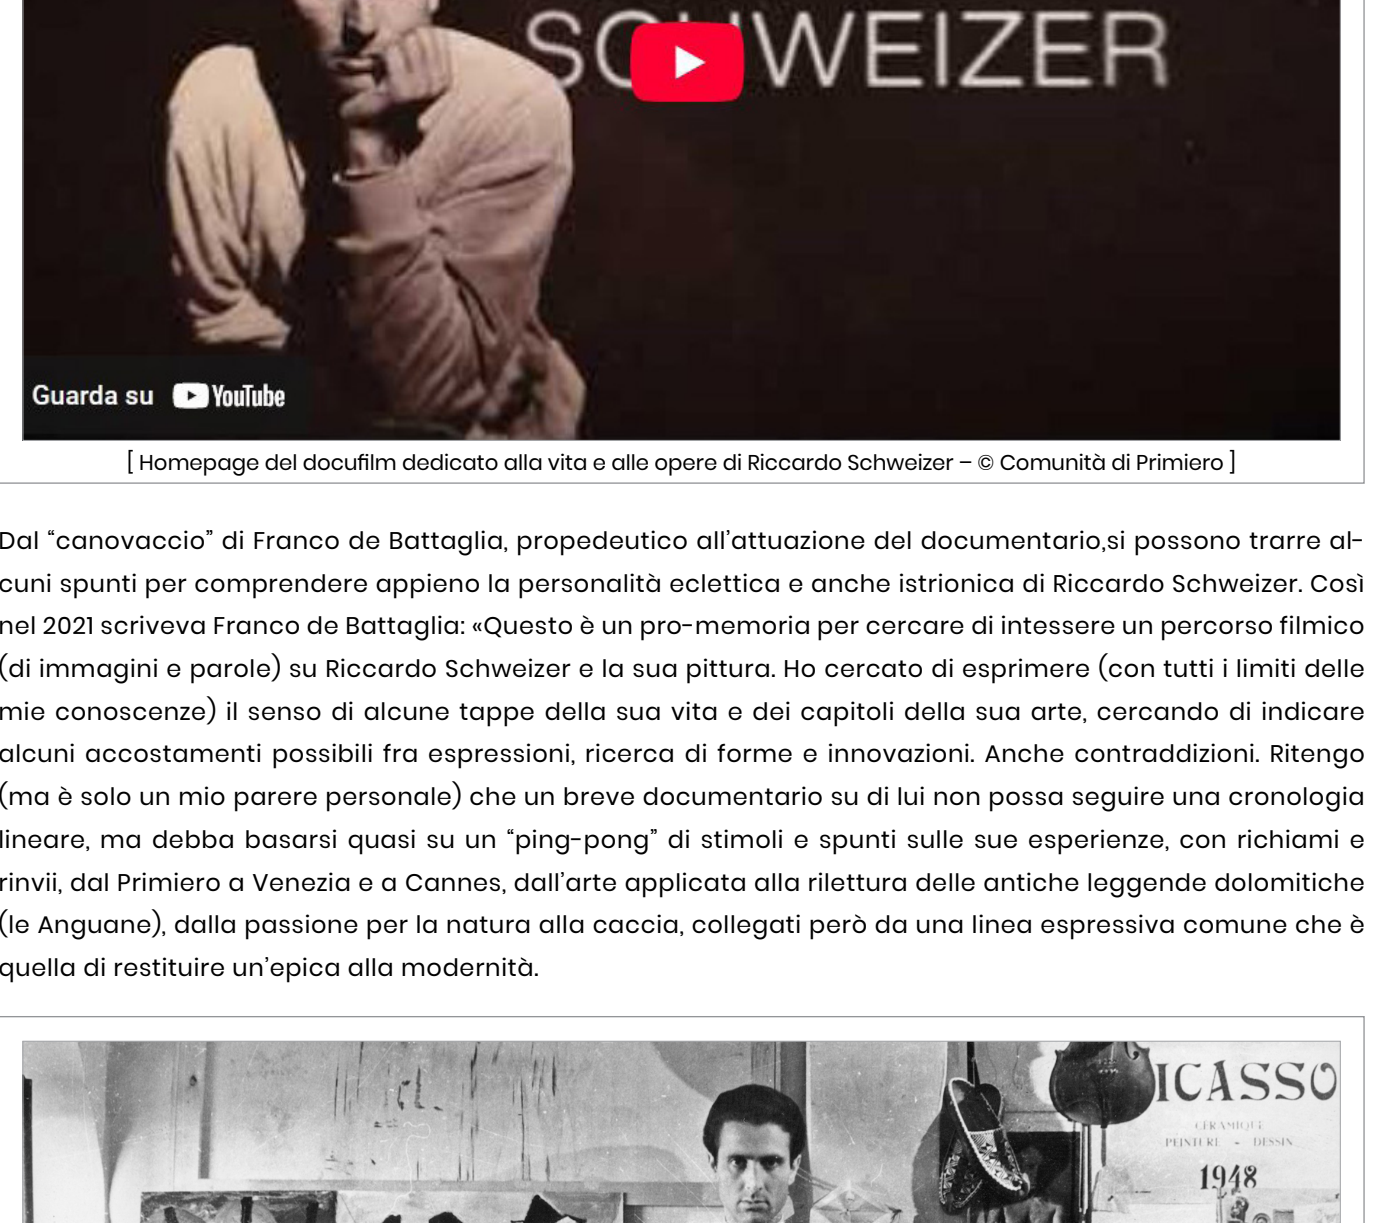 SCHWEIZER
Guarda su YouTube
[ Homepage del docufilm dedicato alla vita e alle opere di Riccardo Schweizer – © Comunità di Primiero ]
Dal “canovaccio” di Franco de Battaglia, propedeutico all’attuazione del documentario,si possono trarre al-
cuni spunti per comprendere appieno la personalità eclettica e anche istrionica di Riccardo Schweizer. Così
nel 2021 scriveva Franco de Battaglia: «Questo è un pro-memoria per cercare di intessere un percorso filmico
(di immagini e parole) su Riccardo Schweizer e la sua pittura. Ho cercato di esprimere (con tutti i limiti delle
mie conoscenze) il senso di alcune tappe della sua vita e dei capitoli della sua arte, cercando di indicare
alcuni accostamenti possibili fra espressioni, ricerca di forme e innovazioni. Anche contraddizioni. Ritengo
(ma è solo un mio parere personale) che un breve documentario su di lui non possa seguire una cronologia
lineare, ma debba basarsi quasi su un “ping-pong” di stimoli e spunti sulle sue esperienze, con richiami e
rinvii, dal Primiero a Venezia e a Cannes, dall’arte applicata alla rilettura delle antiche leggende dolomitiche
(le Anguane), dalla passione per la natura alla caccia, collegati però da una linea espressiva comune che è
quella di restituire un’epica alla modernità.
ICASSO
CÉRAMIQUE
PEINTURE - DESSIN
1948